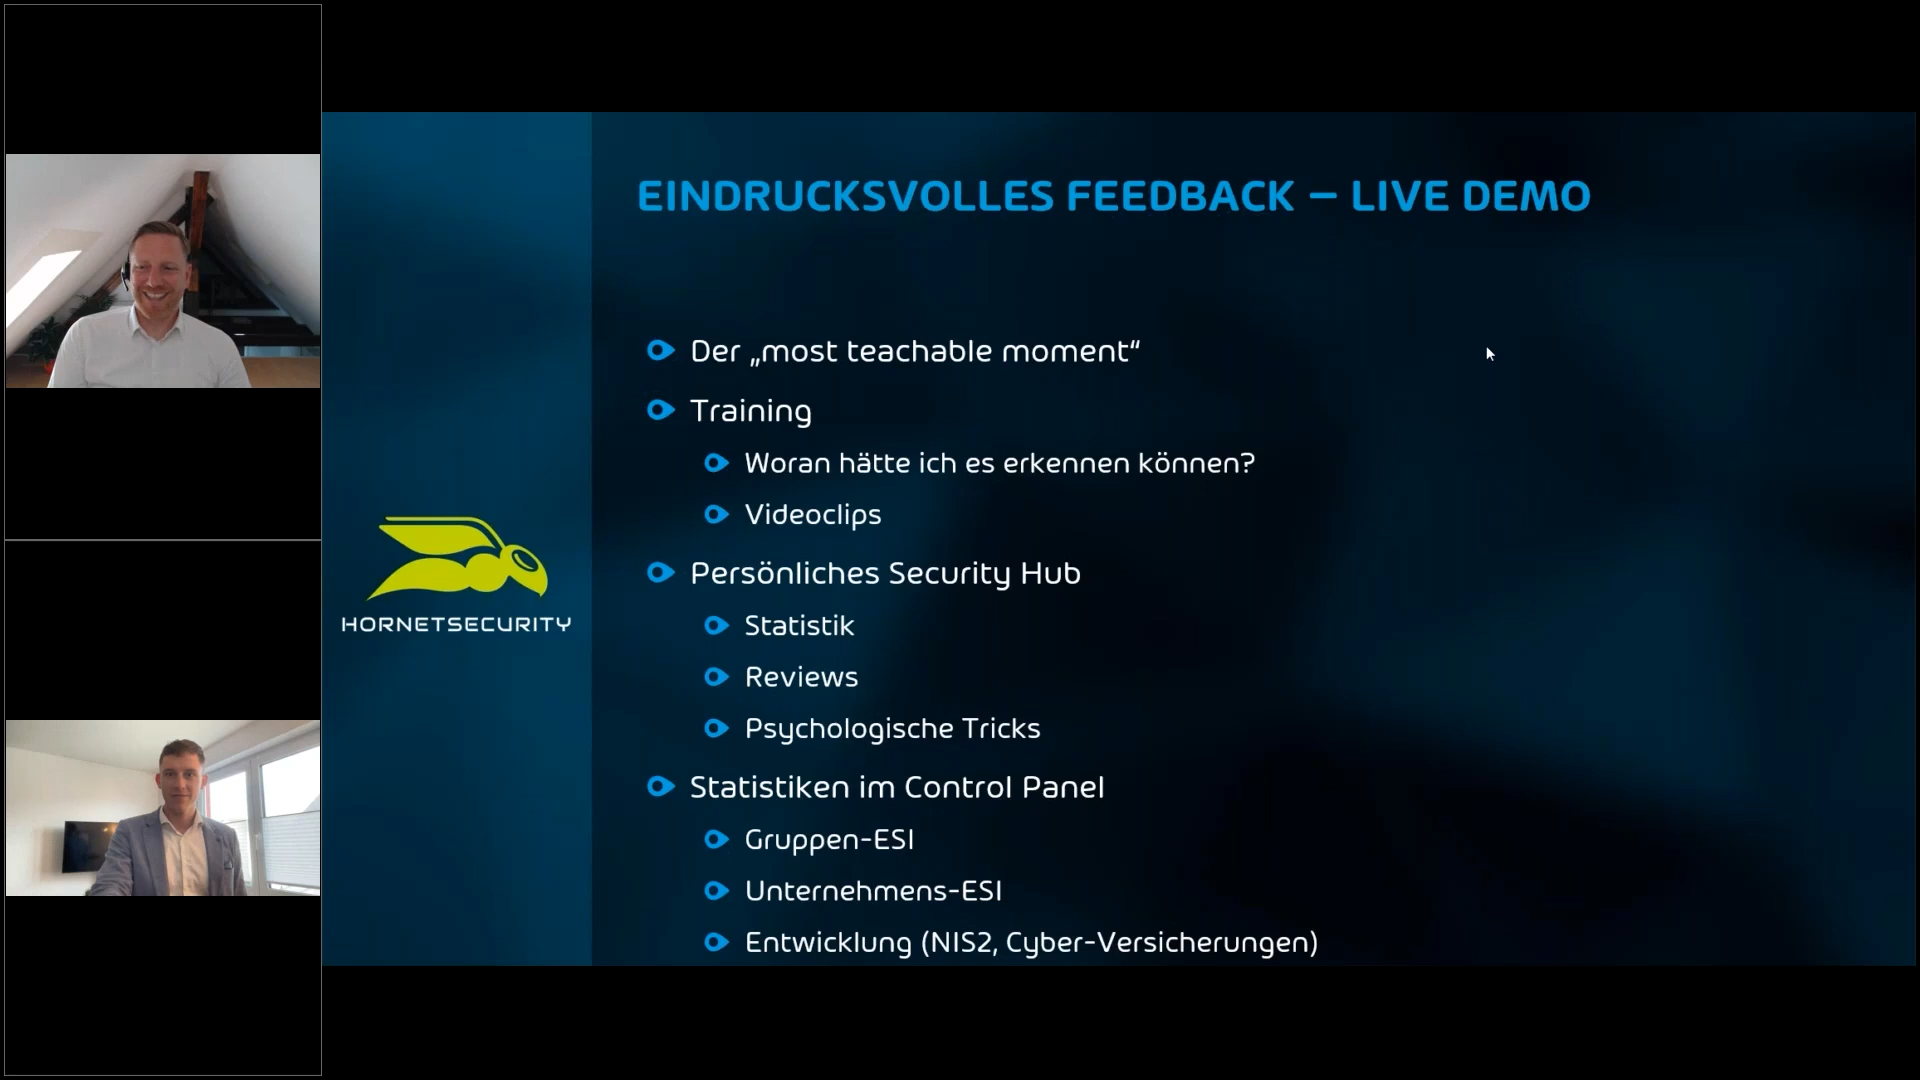 EINDRUCKSVOLLES FEEDBACK – LIVE DEMO
Der „most teachable moment“
Training
Woran hätte ich es erkennen können?
Videoclips
Persönliches Security Hub
Statistik
Reviews
Psychologische Tricks
Statistiken im Control Panel
Gruppen-ESI
Unternehmens-ESI
Entwicklung (NIS2, Cyber-Versicherungen)
HORNETSECURITY